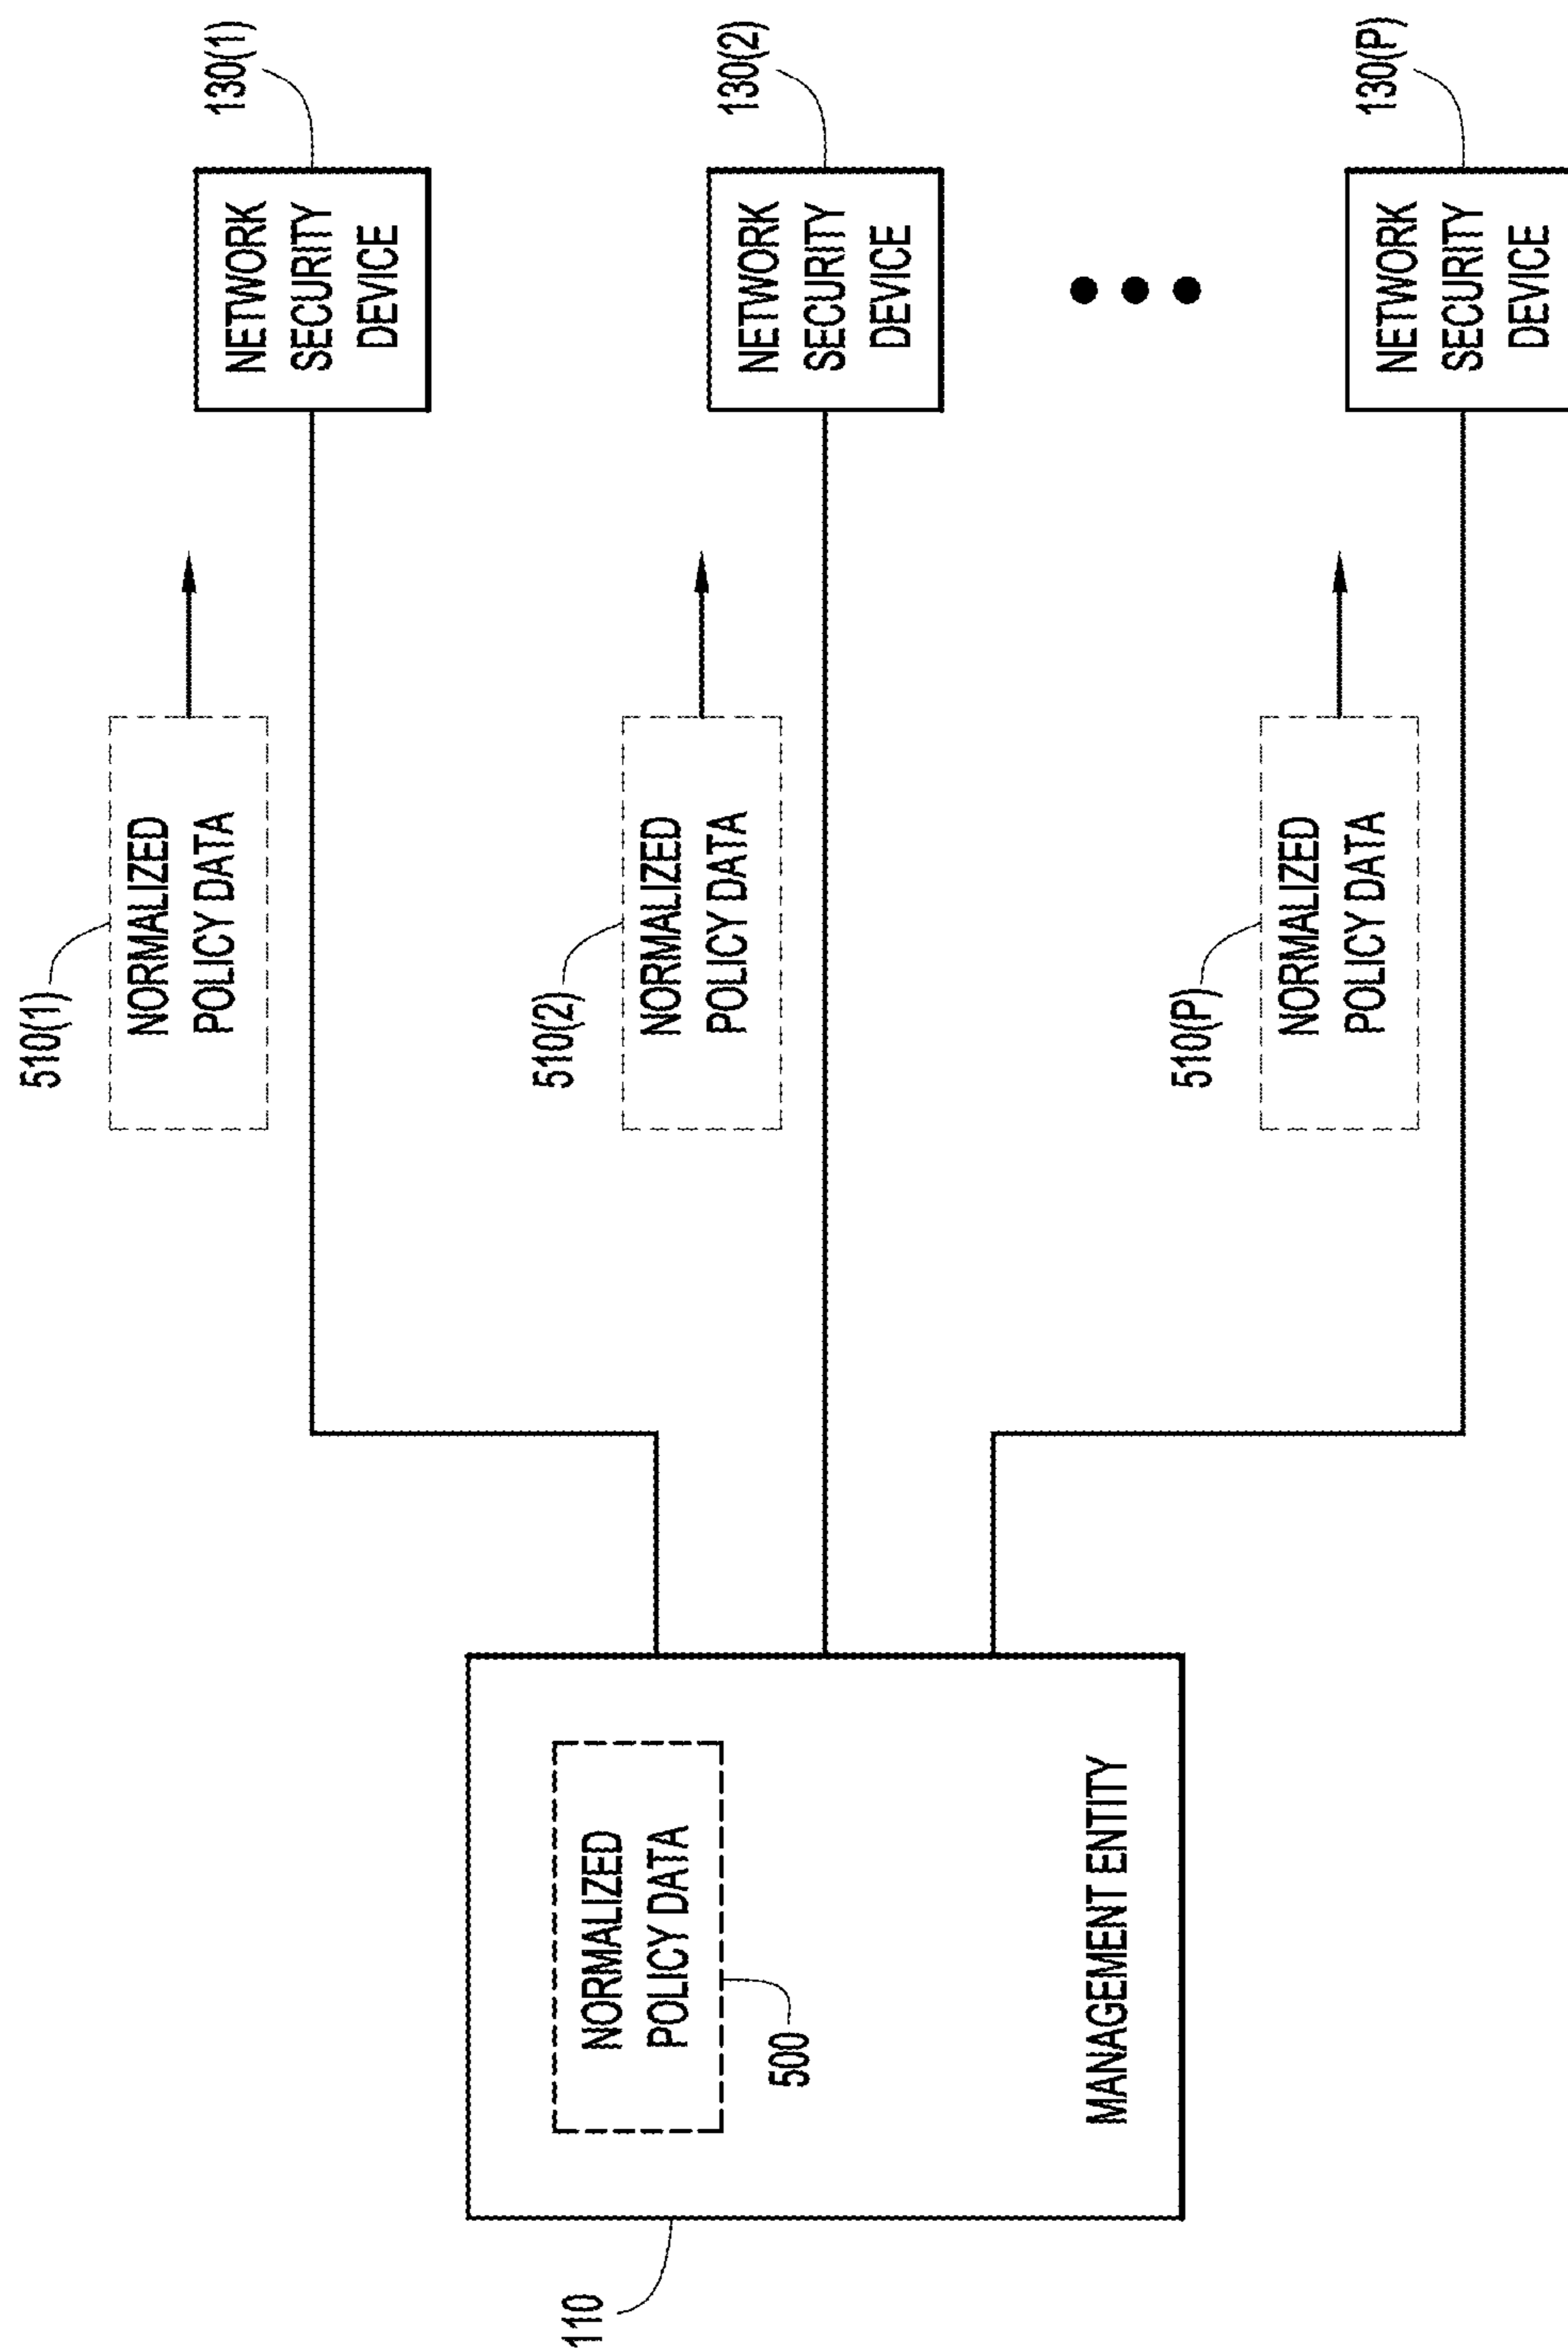 510(1)
NORMALIZED
POLICY DATA
130(1)
NETWORK
SECURITY
DEVICE
510(2)
NORMALIZED
POLICY DATA
130(2)
NETWORK
SECURITY
DEVICE
110
NORMALIZED
POLICY DATA
500
MANAGEMENT ENTITY
510(P)
NORMALIZED
POLICY DATA
130(P)
NETWORK
SECURITY
DEVICE